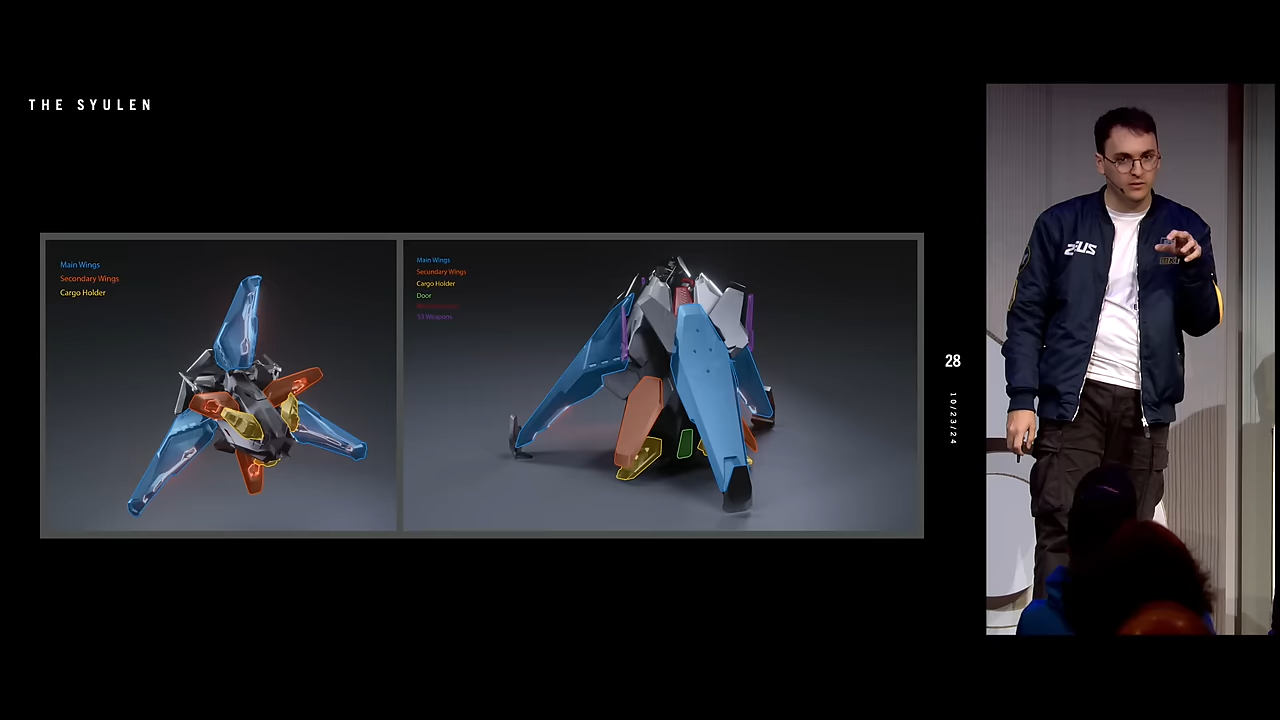 THE SYULEN
Main Wings
Secondary Wings
Cargo Holder
Main Wings
Secundary Wings
Cargo Holder
Door
S3 Weapons
28
10/23/24
ZEUS